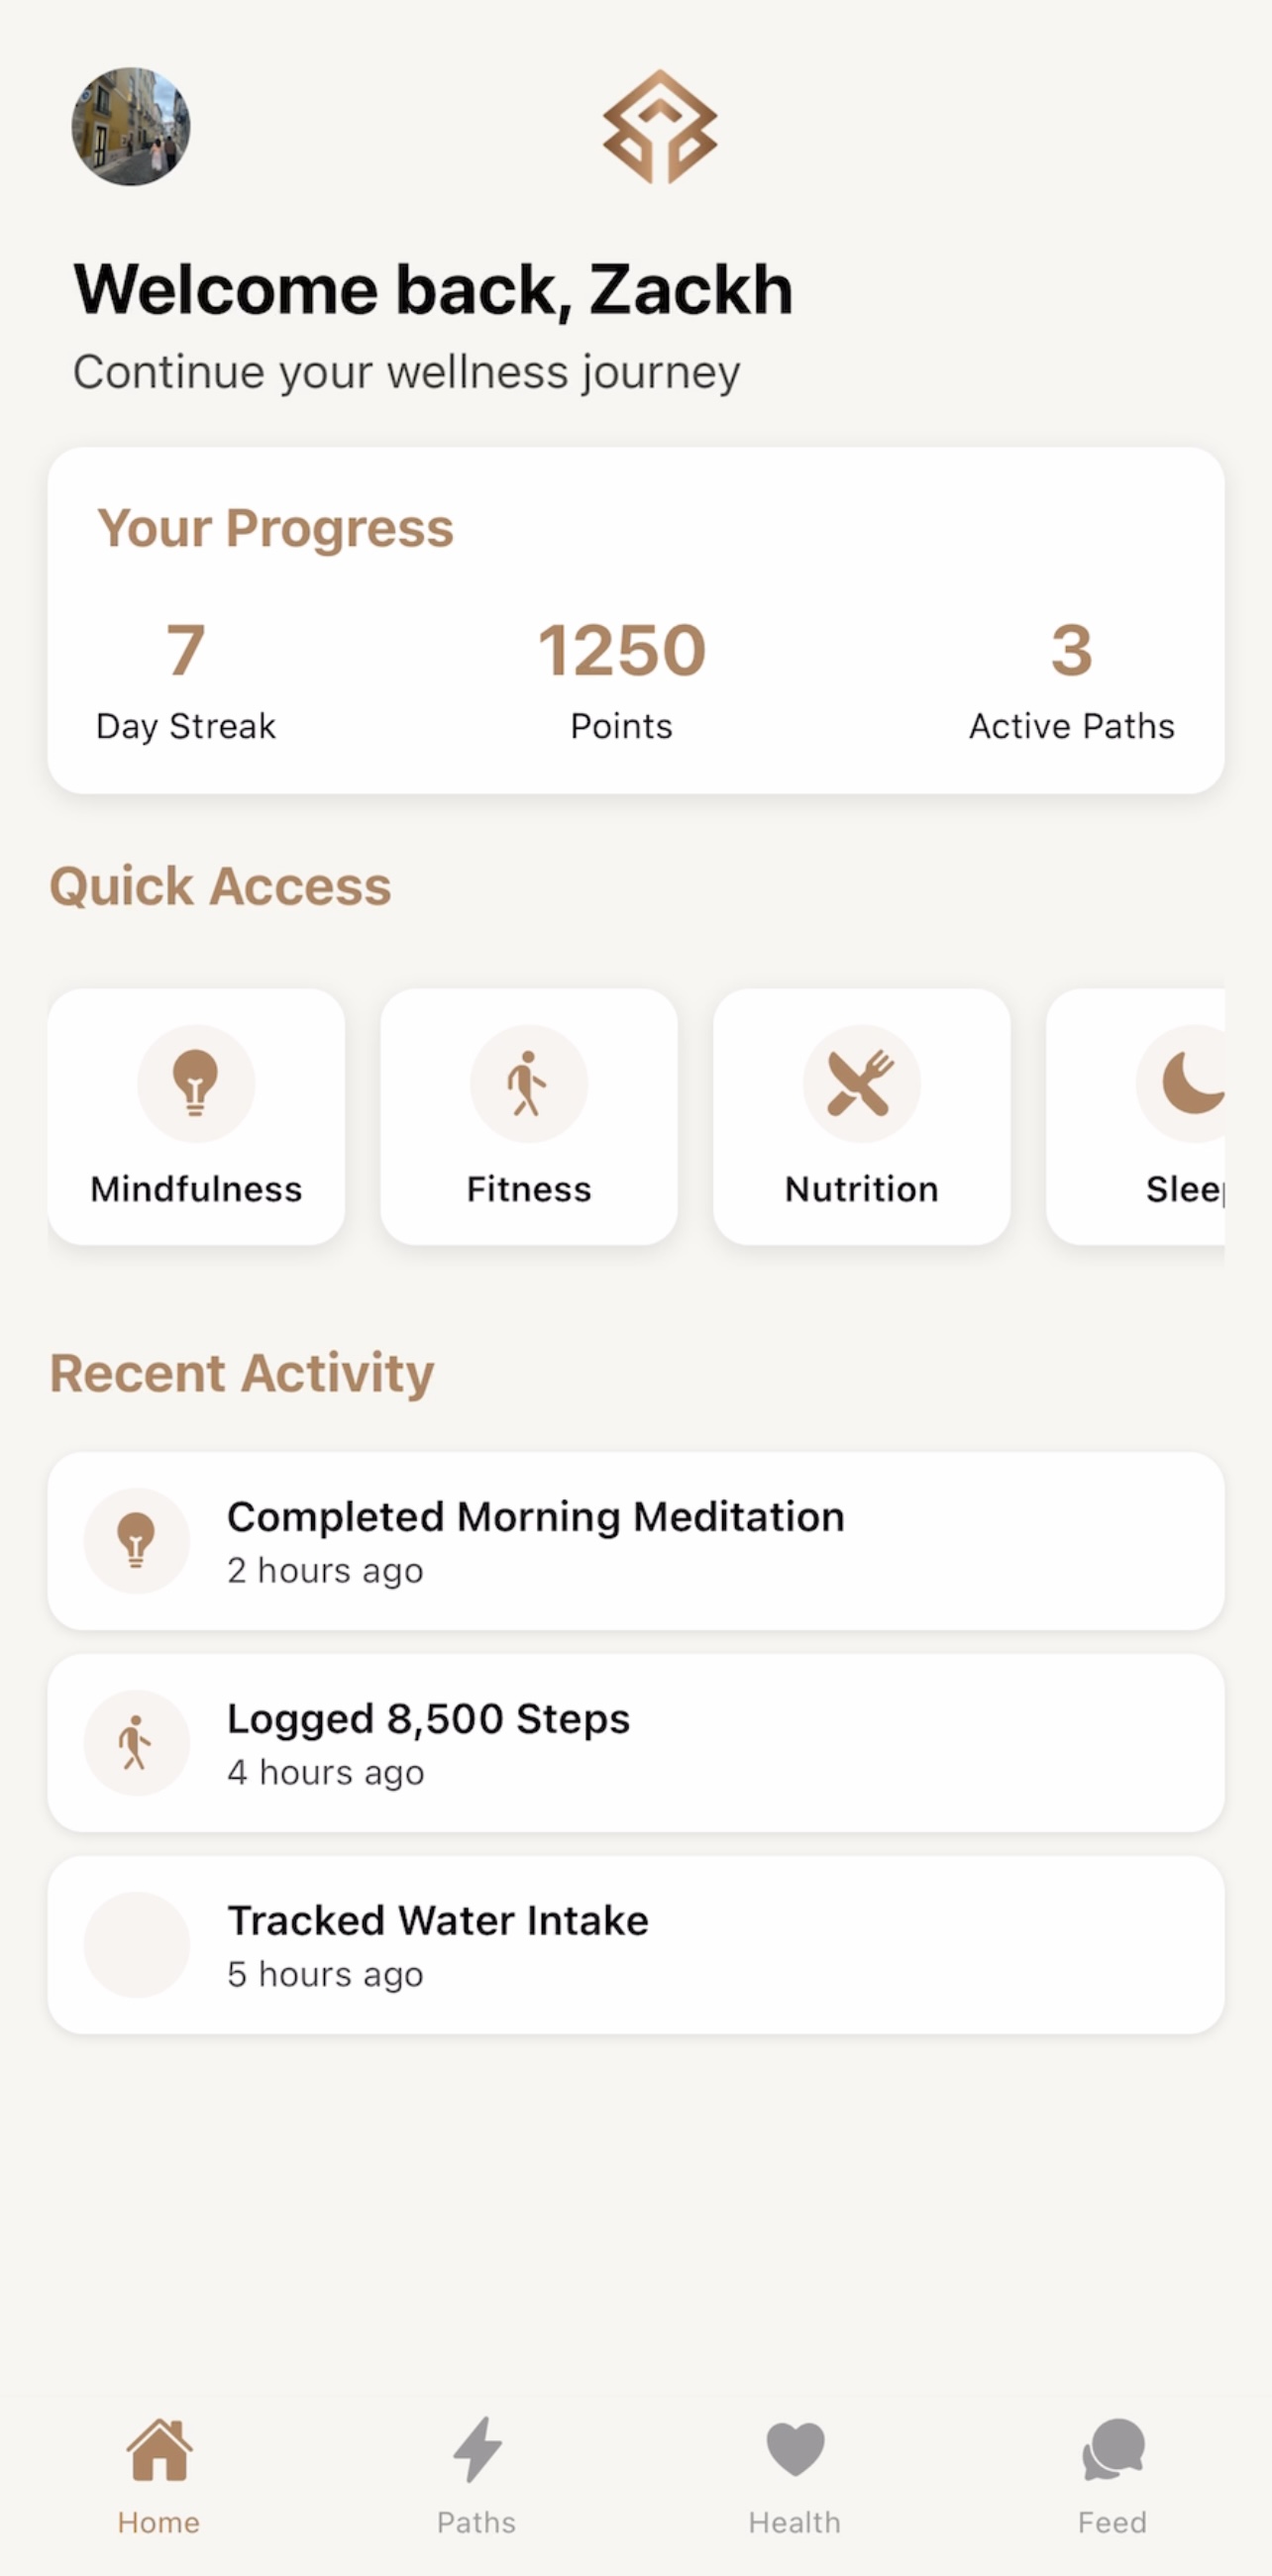 Welcome back, Zackh
Continue your wellness journey
Your Progress
7
1250
3
Day Streak
Points
Active Paths
Quick Access
Mindfulness
Fitness
Nutrition
Sleep
Recent Activity
Completed Morning Meditation
2 hours ago
Logged 8,500 Steps
4 hours ago
Tracked Water Intake
5 hours ago
Home
Paths
Health
Feed